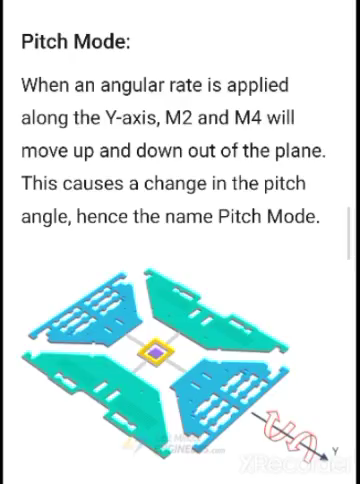 Pitch Mode:
When an angular rate is applied
along the Y-axis, M2 and M4 will
move up and down out of the plane.
This causes a change in the pitch
angle, hence the name Pitch Mode.
Y
XRecorder